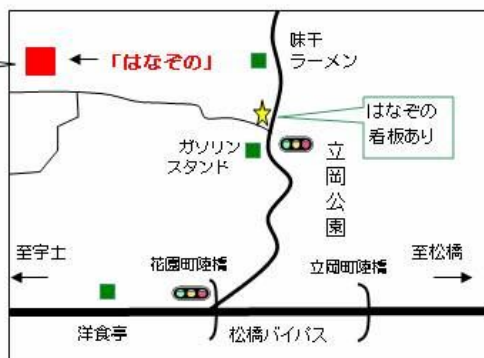 味千
ラーメン
「はなぞの」
はなぞの
看板あり
ガソリン
スタンド
立岡公園
至宇土
花園町陸橋
立岡町陸橋
至松橋
洋食亭
松橋バイパス